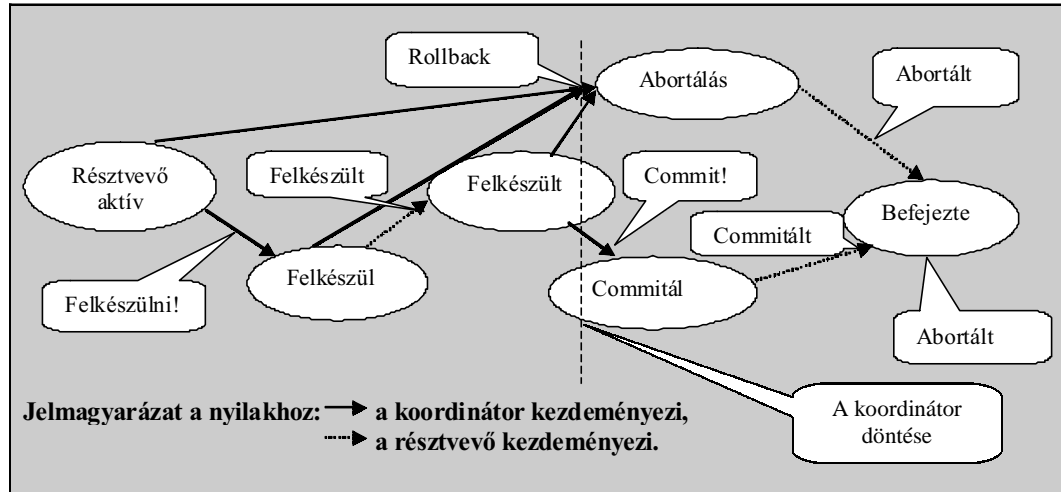 Rollback
Abortálás
Abortált
Résztvevő
aktív
Felkészült
Felkészült
Commit!
Befejezte
Commitált
Felkészül
Felkészülni!
Commitál
Abortált
Jelmagyarázat a nyilakhoz: a koordinátor kezdeményezi,
a résztvevő kezdeményezi.
A koordinátor
döntése